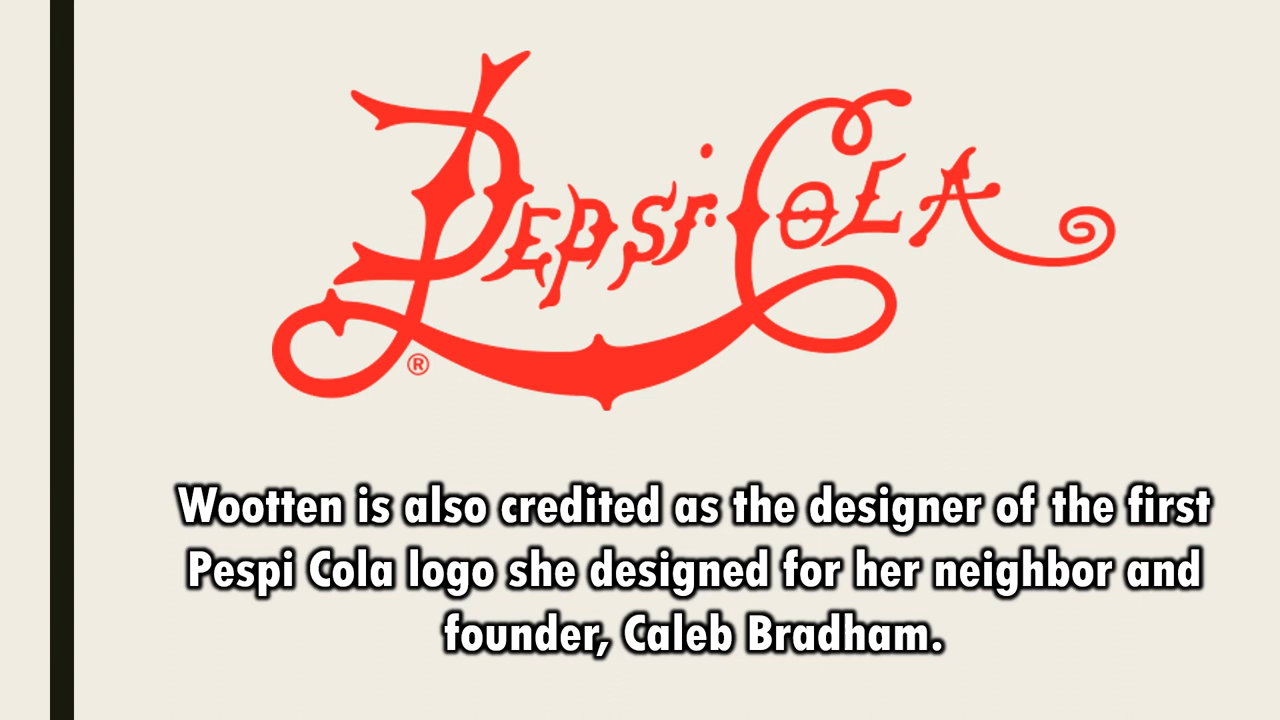 Pepsi Cola
®
Wootten is also credited as the designer of the first
Pespi Cola logo she designed for her neighbor and
founder, Caleb Bradham.